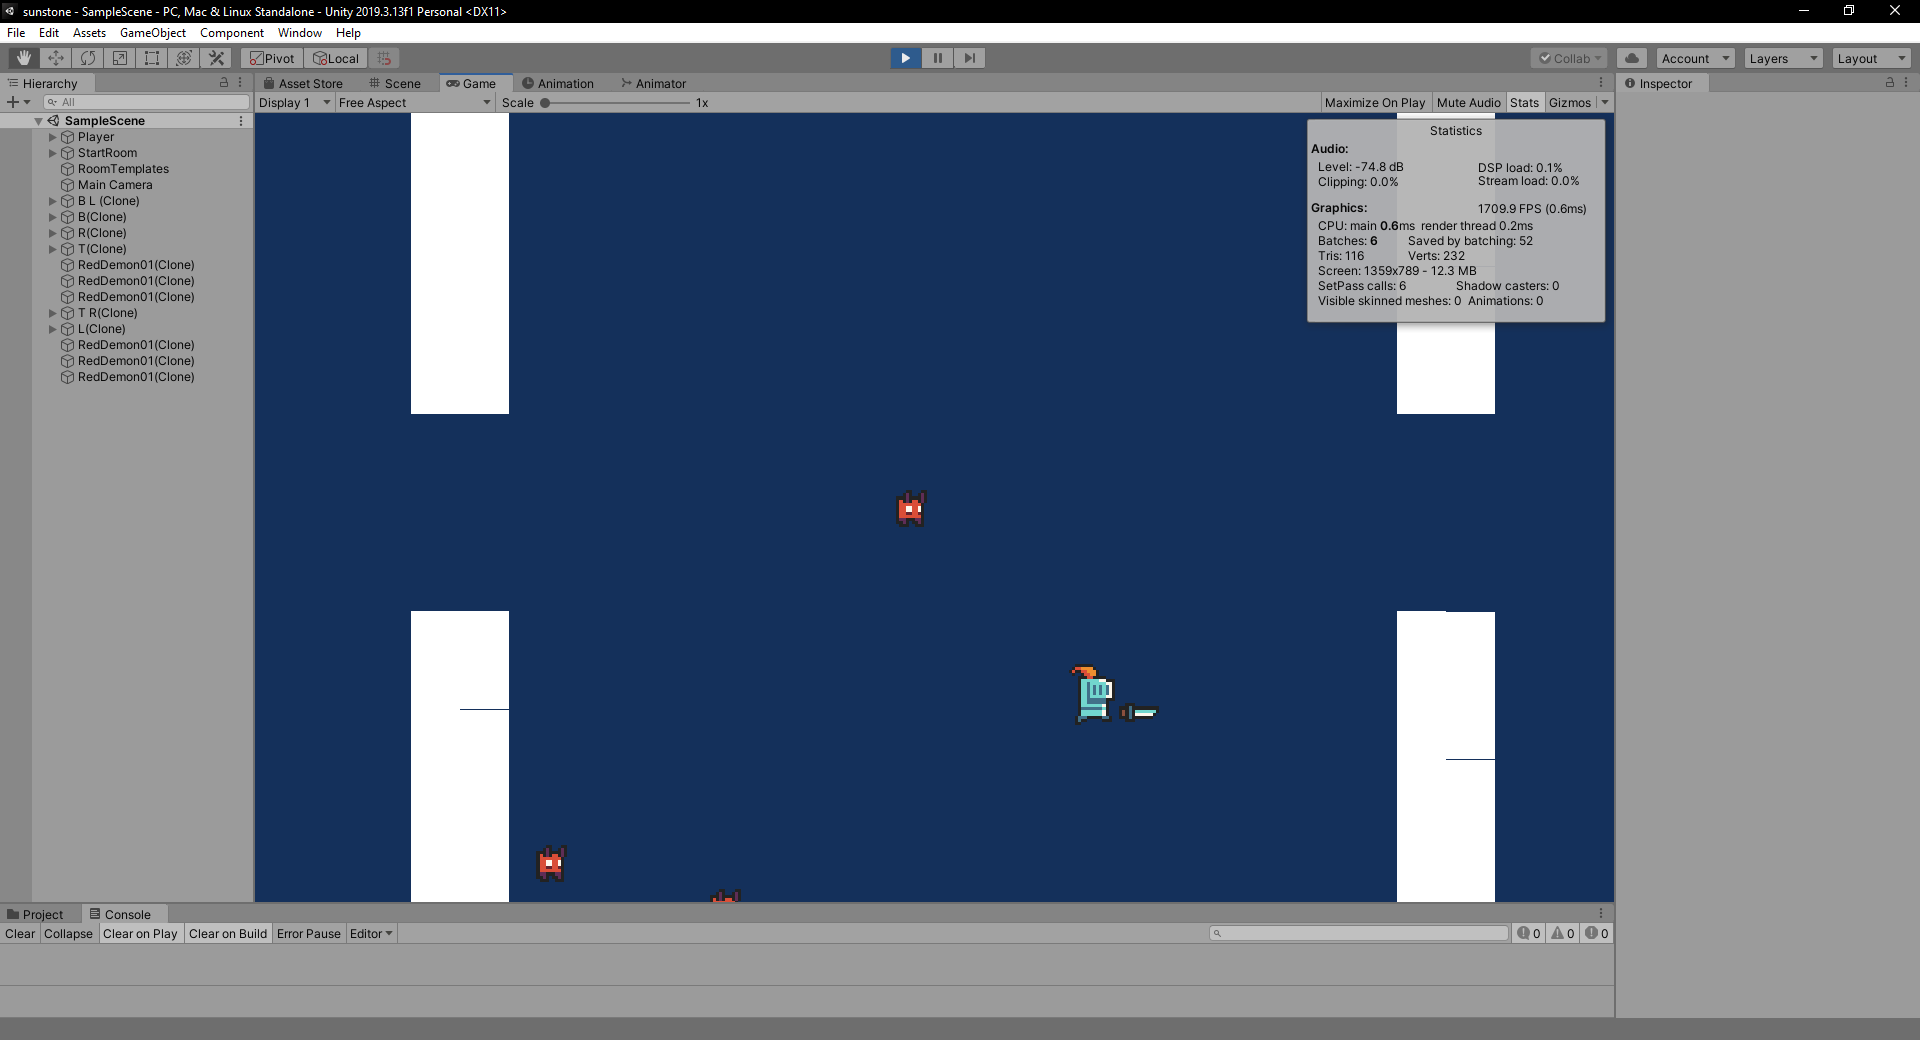 sunstone - SampleScene - PC, Mac & Linux Standalone - Unity 2019.3.13f1 Personal <DX11>
File Edit Assets GameObject Component Window Help
Pivot Local Collab Account Layers Layout
Hierarchy
All
SampleScene
Player
StartRoom
RoomTemplates
Main Camera
B L (Clone)
B(Clone)
R(Clone)
T(Clone)
RedDemon01(Clone)
RedDemon01(Clone)
RedDemon01(Clone)
T R(Clone)
L(Clone)
RedDemon01(Clone)
RedDemon01(Clone)
RedDemon01(Clone)
Asset Store Scene Game Animation Animator
Display 1 Free Aspect Scale 1x Maximize On Play Mute Audio Stats Gizmos
Statistics
Audio:
Level: -74.8 dB DSP load: 0.1%
Clipping: 0.0% Stream load: 0.0%
Graphics: 1709.9 FPS (0.6ms)
CPU: main 0.6ms render thread 0.2ms
Batches: 6 Saved by batching: 52
Tris: 116 Verts: 232
Screen: 1359x789 - 12.3 MB
SetPass calls: 6 Shadow casters: 0
Visible skinned meshes: 0 Animations: 0
Inspector
Project Console
Clear Collapse Clear on Play Clear on Build Error Pause Editor 0 0 0